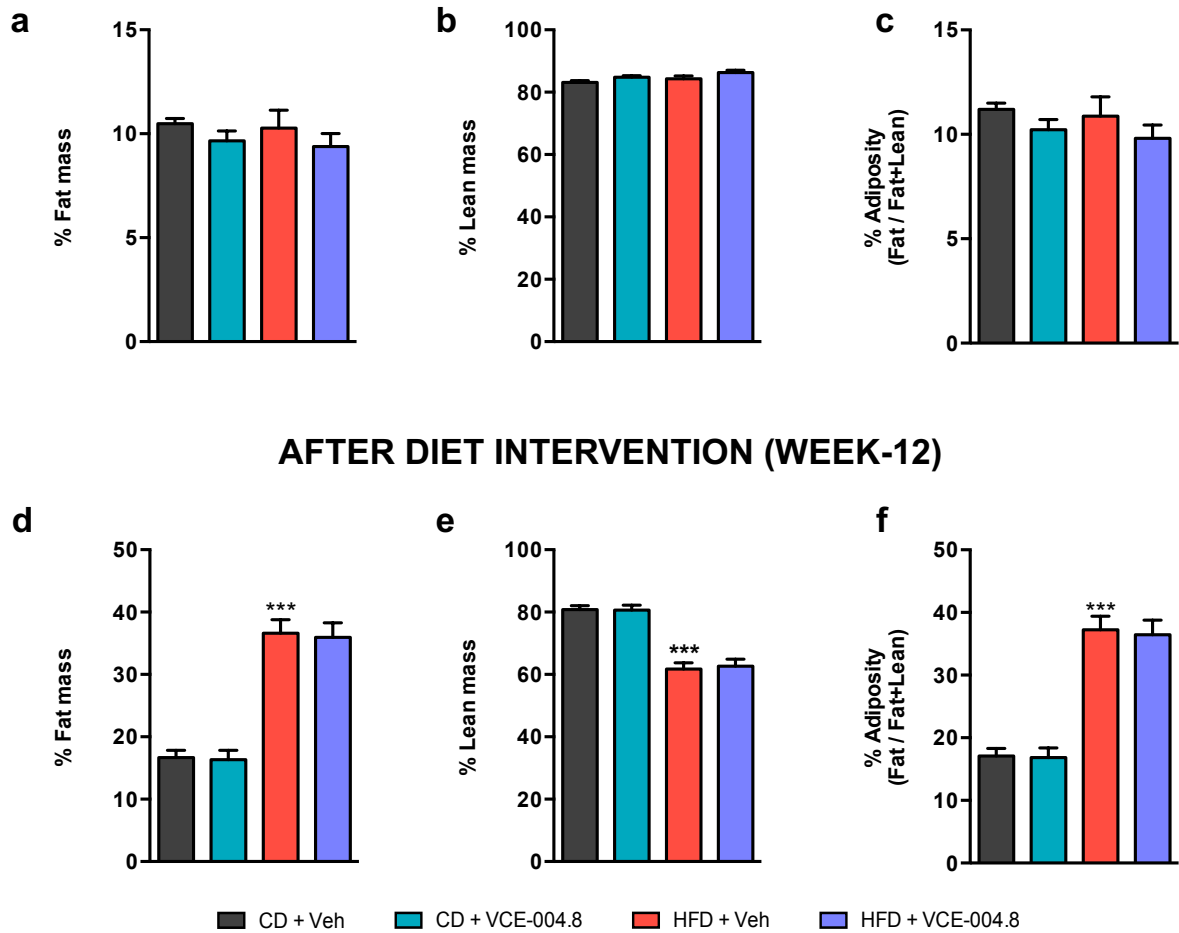 a
15
10
5
0
% Fat mass
b
100
80
60
40
20
0
% Lean mass
c
15
10
5
0
% Adiposity
(Fat / Fat+Lean)
AFTER DIET INTERVENTION (WEEK-12)
d
50
40
30
20
10
0
% Fat mass
***
e
100
80
60
40
20
0
% Lean mass
***
f
50
40
30
20
10
0
% Adiposity
(Fat / Fat+Lean)
***
CD + Veh
CD + VCE-004.8
HFD + Veh
HFD + VCE-004.8